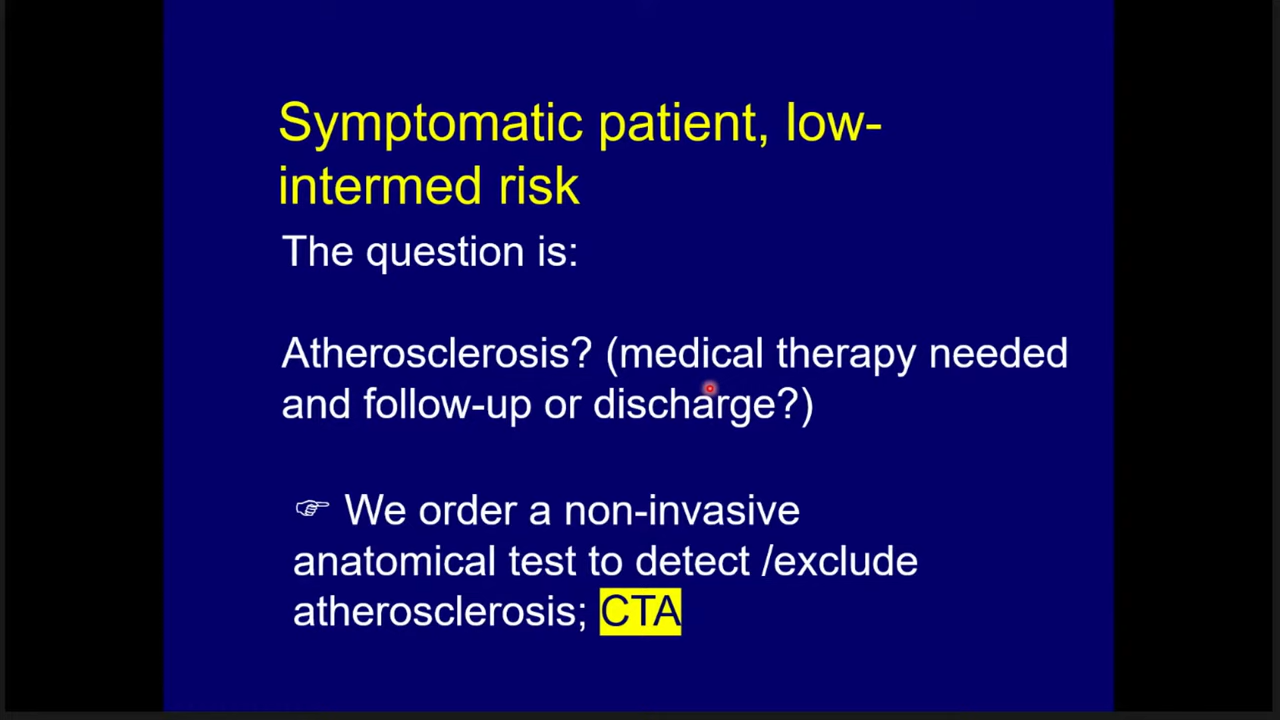 Symptomatic patient, low-
intermed risk
The question is:
Atherosclerosis? (medical therapy needed
and follow-up or discharge?)
☞ We order a non-invasive
anatomical test to detect /exclude
atherosclerosis; CTA